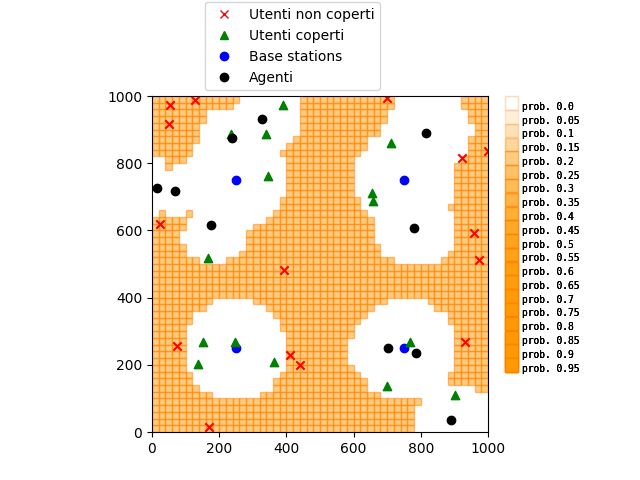 Utenti non coperti
Utenti coperti
Base stations
Agenti
1000
800
600
400
200
0
0
200
400
600
800
1000
prob. 0.0
prob. 0.05
prob. 0.1
prob. 0.15
prob. 0.2
prob. 0.25
prob. 0.3
prob. 0.35
prob. 0.4
prob. 0.45
prob. 0.5
prob. 0.55
prob. 0.6
prob. 0.65
prob. 0.7
prob. 0.75
prob. 0.8
prob. 0.85
prob. 0.9
prob. 0.95